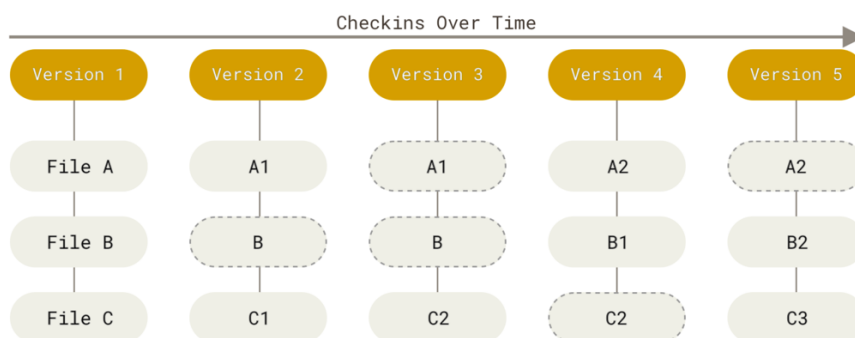 Checkins Over Time
Version 1 Version 2 Version 3 Version 4 Version 5
File A A1 A1 A2 A2
File B B B B1 B2
File C C1 C2 C2 C3